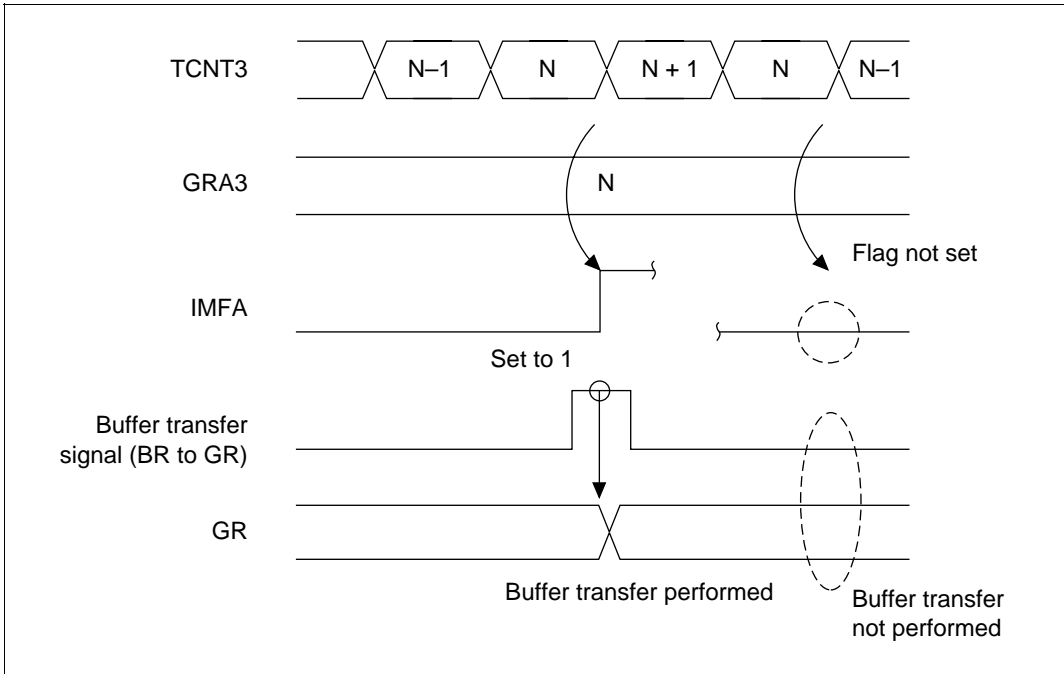 TCNT3
N–1
N
N + 1
N
N–1
GRA3
N
Flag not set
IMFA
Set to 1
Buffer transfer
signal (BR to GR)
GR
Buffer transfer performed
Buffer transfer
not performed